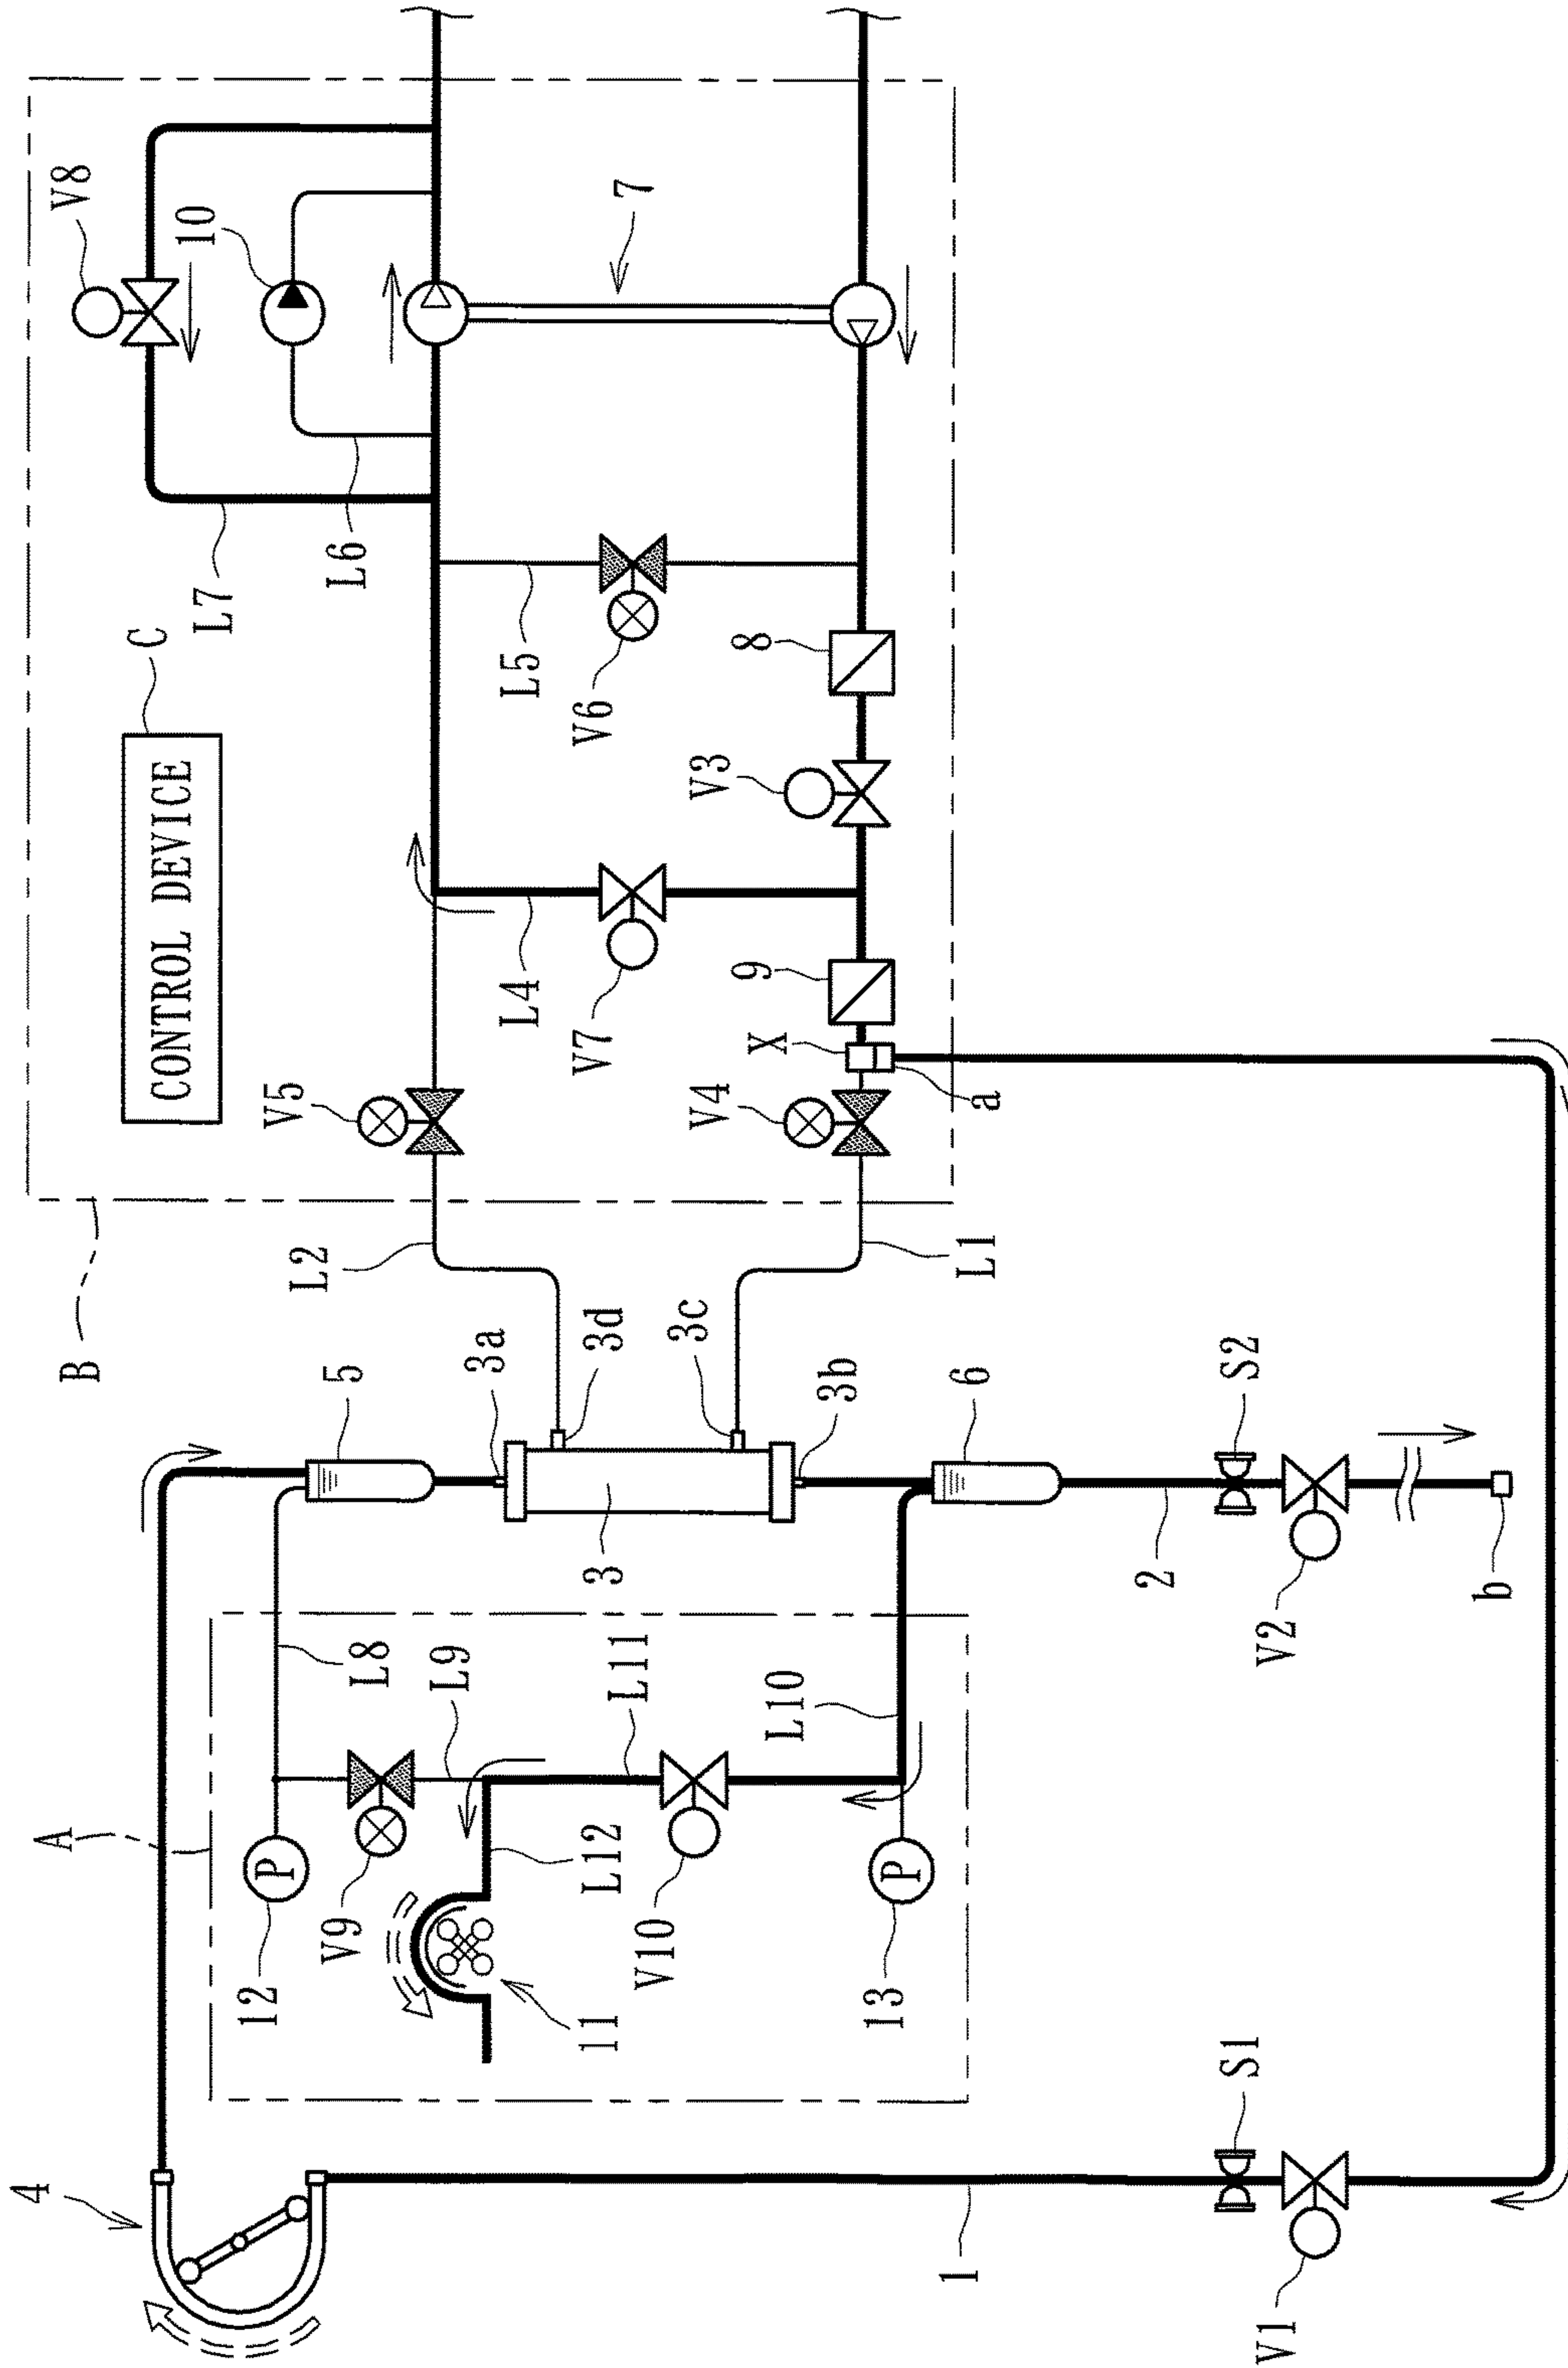 4
1
V1
S1
A
12
V9
11
L12
V10
13
P
P
L8
L9
L11
L10
2
V2
b
S2
3
5
3a
3d
3c
3b
6
B
L2
L1
V5
V4
a
X
9
CONTROL DEVICE
C
L4
V7
V3
8
L5
V6
L7
L6
V8
10
7